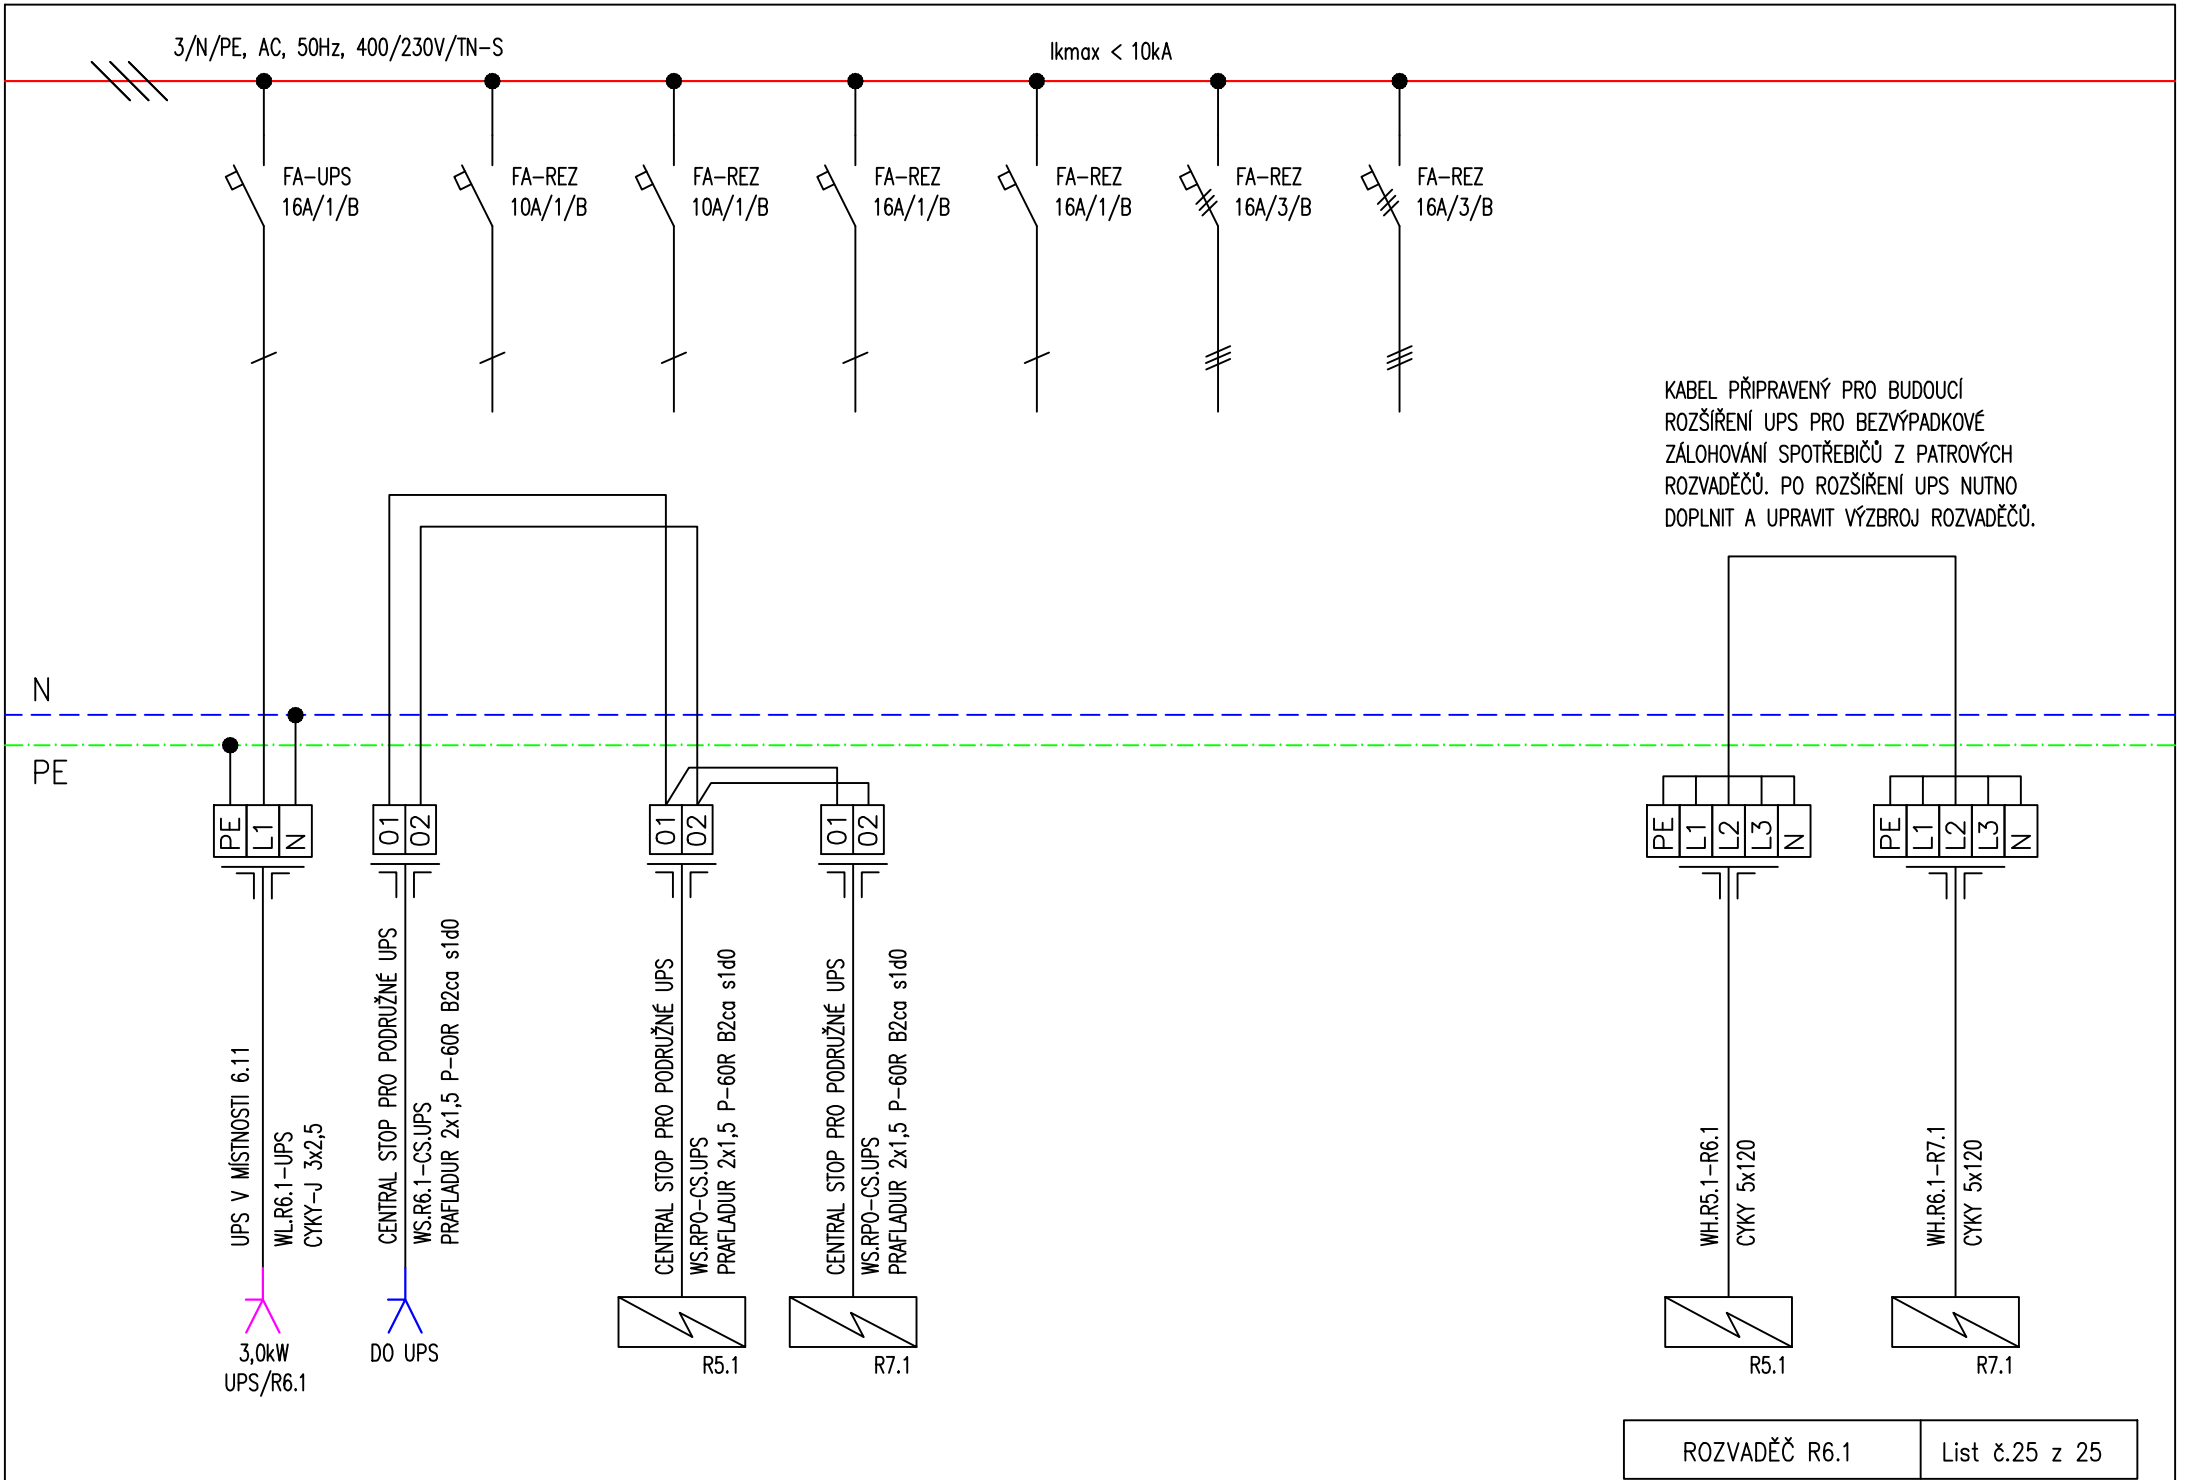 3/N/PE, AC, 50Hz, 400/230V/TN-S
Ikmax < 10kA
FA-UPS
16A/1/B
FA-REZ
10A/1/B
FA-REZ
10A/1/B
FA-REZ
16A/1/B
FA-REZ
16A/1/B
FA-REZ
16A/3/B
FA-REZ
16A/3/B
KABEL PŘIPRAVENÝ PRO BUDOUCÍ
ROZŠÍŘENÍ UPS PRO BEZVÝPADKOVÉ
ZÁLOHOVÁNÍ SPOTŘEBIČŮ Z PATROVÝCH
ROZVADĚČŮ. PO ROZŠÍŘENÍ UPS NUTNO
DOPLNIT A UPRAVIT VÝZBROJ ROZVADĚČŮ.
N
PE
PE
L1
N
O1
O2
O1
O2
O1
O2
PE
L1
L2
L3
N
PE
L1
L2
L3
N
UPS V MÍSTNOSTI 6.11
WL.R6.1-UPS
CYKY-J 3x2,5
CENTRAL STOP PRO PODRUŽNÉ UPS
WS.R6.1-CS.UPS
PRAFLADUR 2x1,5 P-60R B2ca s1d0
CENTRAL STOP PRO PODRUŽNÉ UPS
WS.RPO-CS.UPS
PRAFLADUR 2x1,5 P-60R B2ca s1d0
CENTRAL STOP PRO PODRUŽNÉ UPS
WS.RPO-CS.UPS
PRAFLADUR 2x1,5 P-60R B2ca s1d0
WH.R5.1-R6.1
CYKY 5x120
WH.R6.1-R7.1
CYKY 5x120
3,0kW
UPS/R6.1
DO UPS
R5.1
R7.1
R5.1
R7.1
ROZVADĚČ R6.1
List č.25 z 25